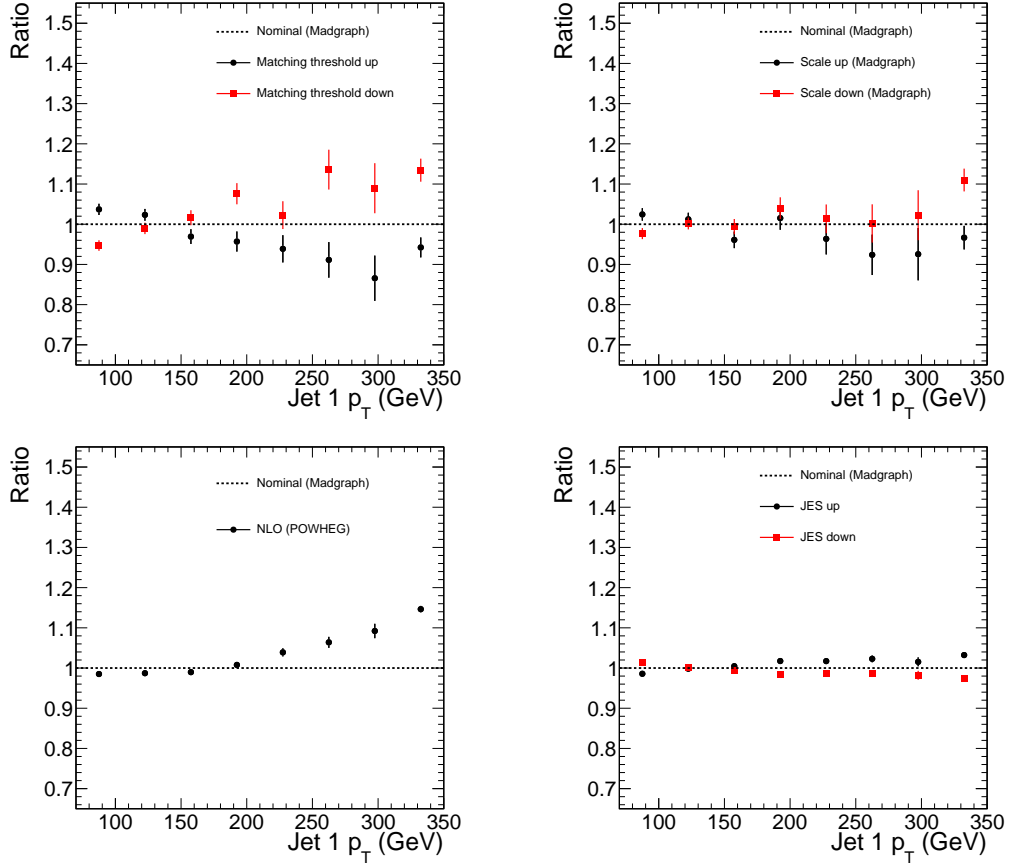 Ratio
1.5
1.4
1.3
1.2
1.1
1
0.9
0.8
0.7
Nominal (Madgraph)
Matching threshold up
Matching threshold down
100 150 200 250 300 350
Jet 1 p_T (GeV)
Ratio
1.5
1.4
1.3
1.2
1.1
1
0.9
0.8
0.7
Nominal (Madgraph)
Scale up (Madgraph)
Scale down (Madgraph)
100 150 200 250 300 350
Jet 1 p_T (GeV)
Ratio
1.5
1.4
1.3
1.2
1.1
1
0.9
0.8
0.7
Nominal (Madgraph)
NLO (POWHEG)
100 150 200 250 300 350
Jet 1 p_T (GeV)
Ratio
1.5
1.4
1.3
1.2
1.1
1
0.9
0.8
0.7
Nominal (Madgraph)
JES up
JES down
100 150 200 250 300 350
Jet 1 p_T (GeV)